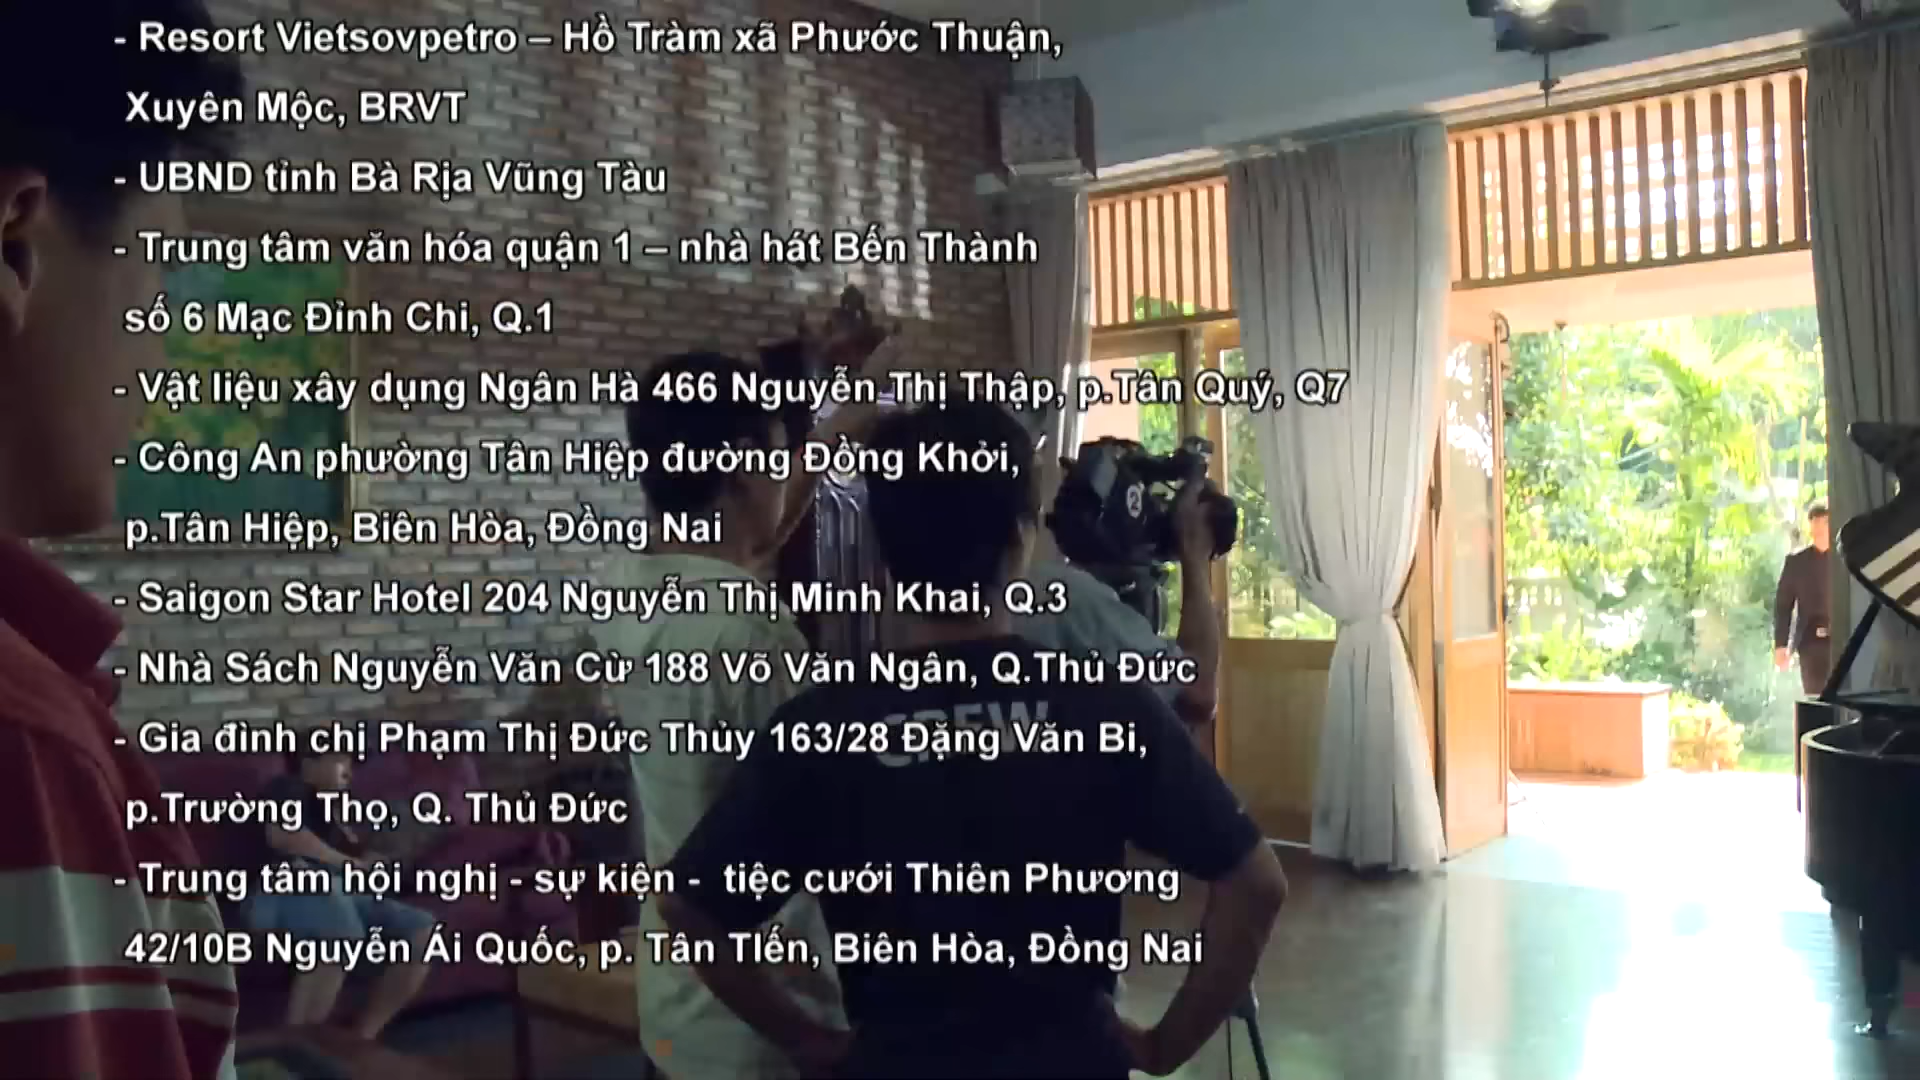 - Resort Vietsovpetro – Hồ Tràm xã Phước Thuận,
Xuyên Mộc, BRVT
- UBND tỉnh Bà Rịa Vũng Tàu
- Trung tâm văn hóa quận 1 – nhà hát Bến Thành
số 6 Mạc Đỉnh Chi, Q.1
- Vật liệu xây dụng Ngân Hà 466 Nguyễn Thị Thập, p.Tân Quý, Q7
- Công An phường Tân Hiệp đường Đồng Khởi,
p.Tân Hiệp, Biên Hòa, Đồng Nai
- Saigon Star Hotel 204 Nguyễn Thị Minh Khai, Q.3
- Nhà Sách Nguyễn Văn Cừ 188 Võ Văn Ngân, Q.Thủ Đức
- Gia đình chị Phạm Thị Đức Thủy 163/28 Đặng Văn Bi,
p.Trường Thọ, Q. Thủ Đức
- Trung tâm hội nghị - sự kiện -  tiệc cưới Thiên Phương
42/10B Nguyễn Ái Quốc, p. Tân TIến, Biên Hòa, Đồng Nai
CREW
2